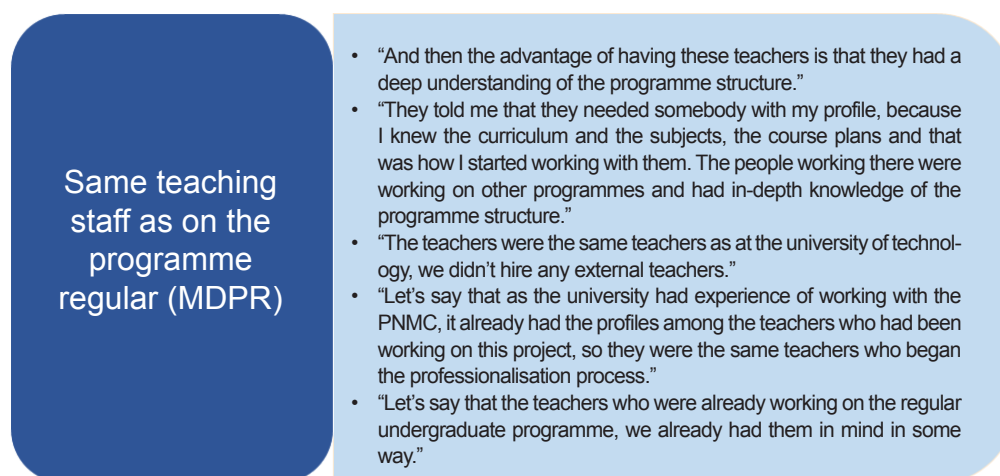 Same teaching
staff as on the
programme
regular (MDPR)
• “And then the advantage of having these teachers is that they had a
deep understanding of the programme structure.”
• “They told me that they needed somebody with my profile, because
I knew the curriculum and the subjects, the course plans and that
was how I started working with them. The people working there were
working on other programmes and had in-depth knowledge of the
programme structure.”
• “The teachers were the same teachers as at the university of technol-
ogy, we didn’t hire any external teachers.”
• “Let’s say that as the university had experience of working with the
PNMC, it already had the profiles among the teachers who had been
working on this project, so they were the same teachers who began
the professionalisation process.”
• “Let’s say that the teachers who were already working on the regular
undergraduate programme, we already had them in mind in some
way.”